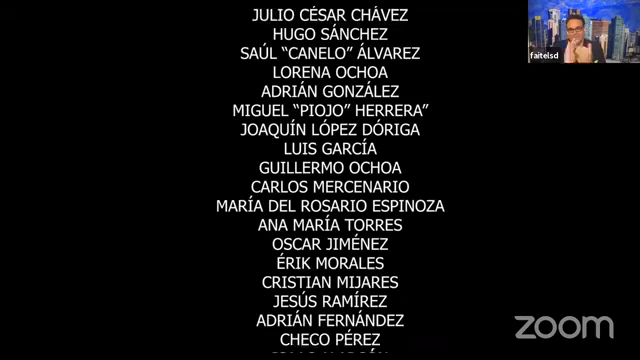 JULIO CÉSAR CHÁVEZ
HUGO SÁNCHEZ
SAÚL “CANELO” ÁLVAREZ
LORENA OCHOA
ADRIÁN GONZÁLEZ
MIGUEL “PIOJO” HERRERA”
JOAQUÍN LÓPEZ DÓRIGA
LUIS GARCÍA
GUILLERMO OCHOA
CARLOS MERCENARIO
MARÍA DEL ROSARIO ESPINOZA
ANA MARÍA TORRES
OSCAR JIMÉNEZ
ÉRIK MORALES
CRISTIAN MIJARES
JESÚS RAMÍREZ
ADRIÁN FERNÁNDEZ
CHECO PÉREZ
faitelsd
zoom